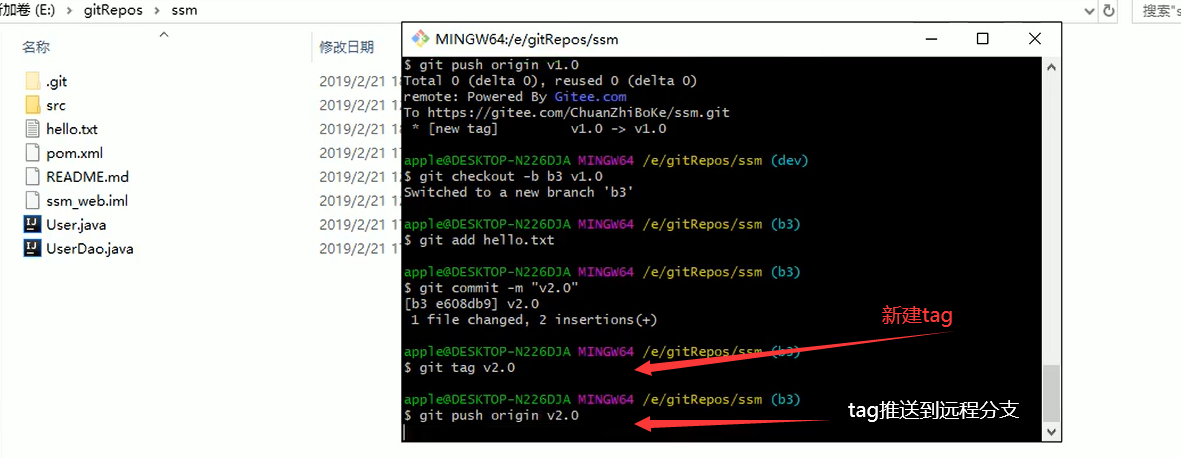 加卷 (E:) › gitRepos › ssm
搜索"s
名称
修改日期
.git 2019/2/21 1
src 2019/2/21 1
hello.txt 2019/2/21 1
pom.xml 2019/2/21 1
README.md 2019/2/21 1
ssm_web.iml 2019/2/21 1
User.java 2019/2/21 1
UserDao.java 2019/2/21 1
MINGW64:/e/gitRepos/ssm
$ git push origin v1.0
Total 0 (delta 0), reused 0 (delta 0)
remote: Powered By Gitee.com
To https://gitee.com/ChuanZhiBoKe/ssm.git
* [new tag] v1.0 -> v1.0
apple@DESKTOP-N226DJA MINGW64 /e/gitRepos/ssm (dev)
$ git checkout -b b3 v1.0
Switched to a new branch 'b3'
apple@DESKTOP-N226DJA MINGW64 /e/gitRepos/ssm (b3)
$ git add hello.txt
apple@DESKTOP-N226DJA MINGW64 /e/gitRepos/ssm (b3)
$ git commit -m "v2.0"
[b3 e608db9] v2.0
1 file changed, 2 insertions(+)
新建tag
apple@DESKTOP-N226DJA MINGW64 /e/gitRepos/ssm (b3)
$ git tag v2.0
apple@DESKTOP-N226DJA MINGW64 /e/gitRepos/ssm (b3)
$ git push origin v2.0
tag推送到远程分支